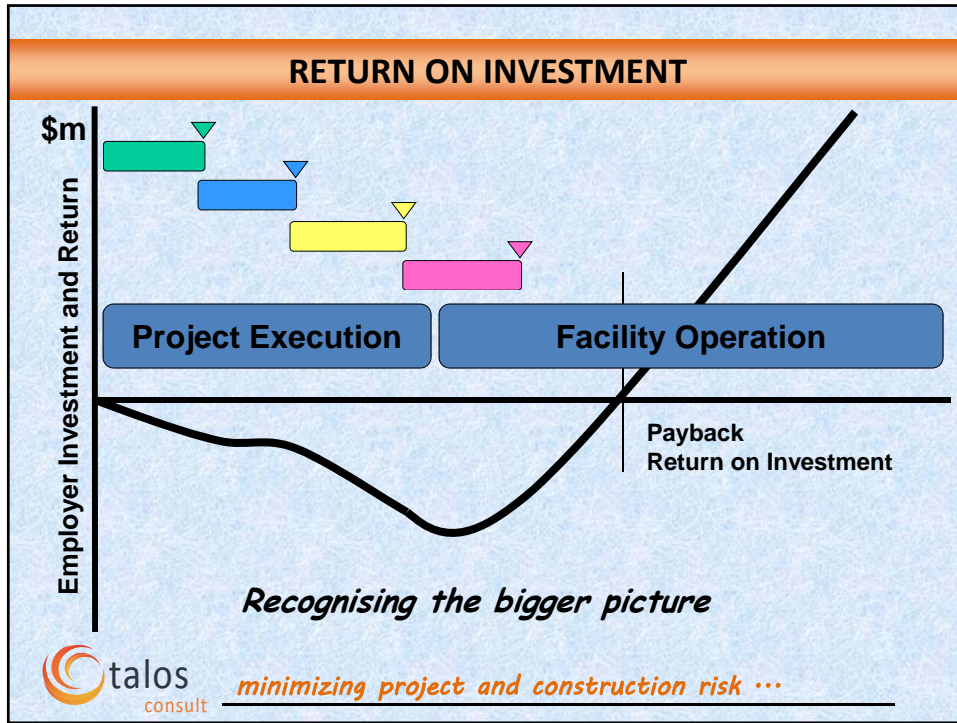 RETURN ON INVESTMENT
$m
Employer Investment and Return
Project Execution
Facility Operation
Payback
Return on Investment
Recognising the bigger picture
talos
consult
minimizing project and construction risk ...